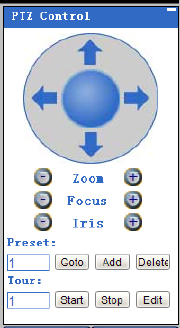 PTZ Control
- Zoom +
- Focus +
- Iris +
Preset:
1 Goto Add Delete
Tour:
1 Start Stop Edit